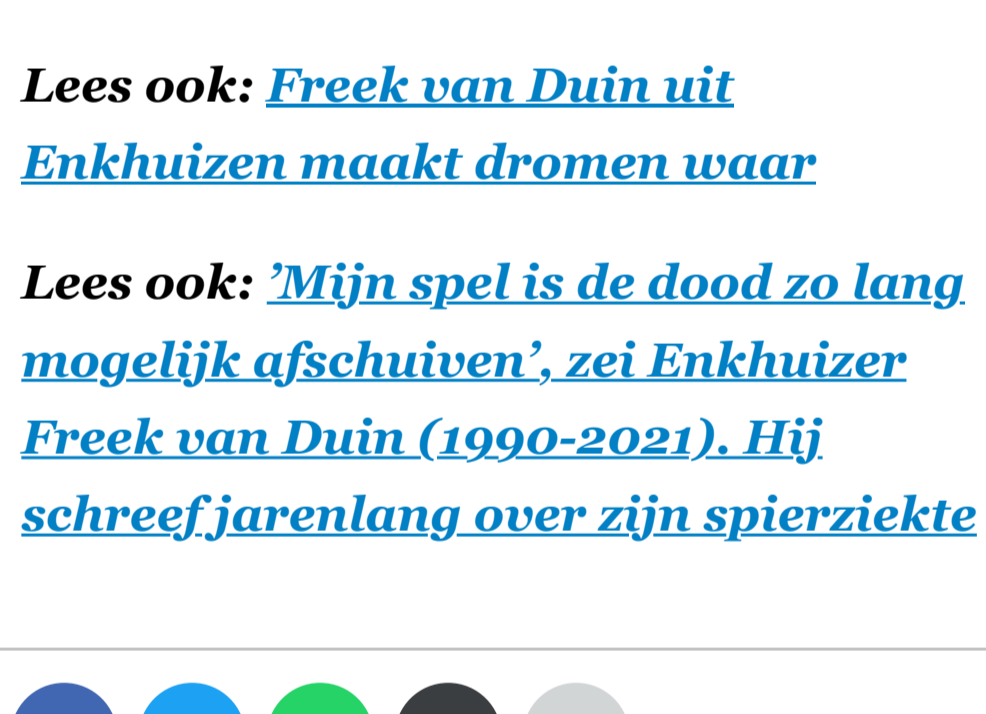 Lees ook: Freek van Duin uit
Enkhuizen maakt dromen waar
Lees ook: ’Mijn spel is de dood zo lang
mogelijk afschuiven’, zei Enkhuizer
Freek van Duin (1990-2021). Hij
schreef jarenlang over zijn spierziekte